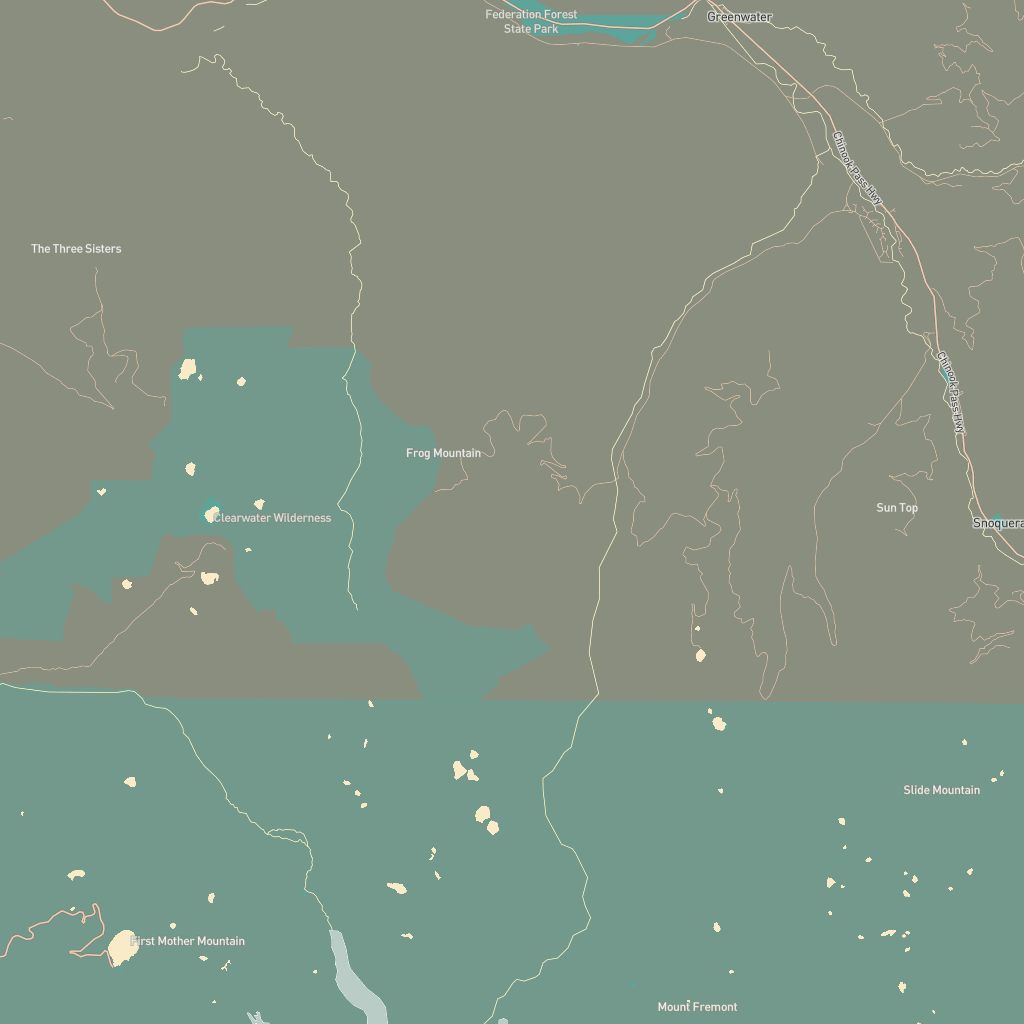 Federation Forest
State Park
Greenwater
Chinook Pass Hwy
The Three Sisters
Chinook Pass Hwy
Frog Mountain
Sun Top
Clearwater Wilderness
Snoquera
Slide Mountain
First Mother Mountain
Mount Fremont